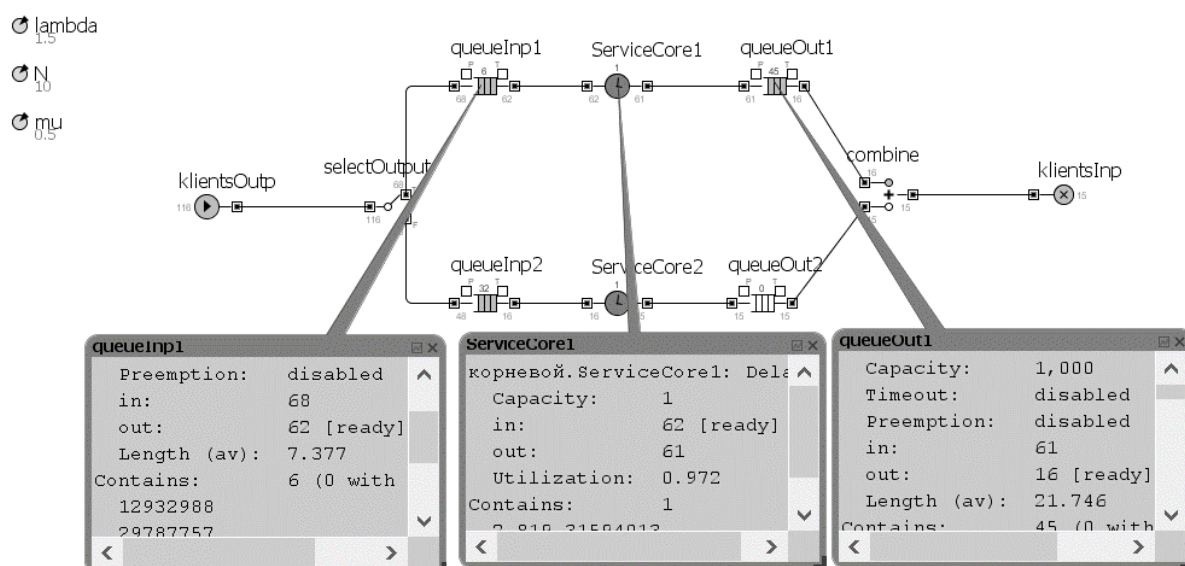 lambda
1.5
N
10
mu
0.5
klientsOutp
116
selectOutput
68
T
116
F
queueInp1
P T
6
68
62
ServiceCore1
1
62
61
queueOut1
P T
45
61
16
combine
16
15
15
klientsInp
15
queueInp2
P T
32
48
16
ServiceCore2
1
16
queueOut2
P T
0
15
15
queueInp1
Preemption: disabled
in: 68
out: 62 [ready]
Length (av): 7.377
Contains: 6 (0 with
12932988
29787757
ServiceCore1
корневой.ServiceCore1: Dela
Capacity: 1
in: 62 [ready]
out: 61
Utilization: 0.972
Contains: 1
queueOut1
Capacity: 1,000
Timeout: disabled
Preemption: disabled
in: 61
out: 16 [ready]
Length (av): 21.746
Contains: 45 (0 with